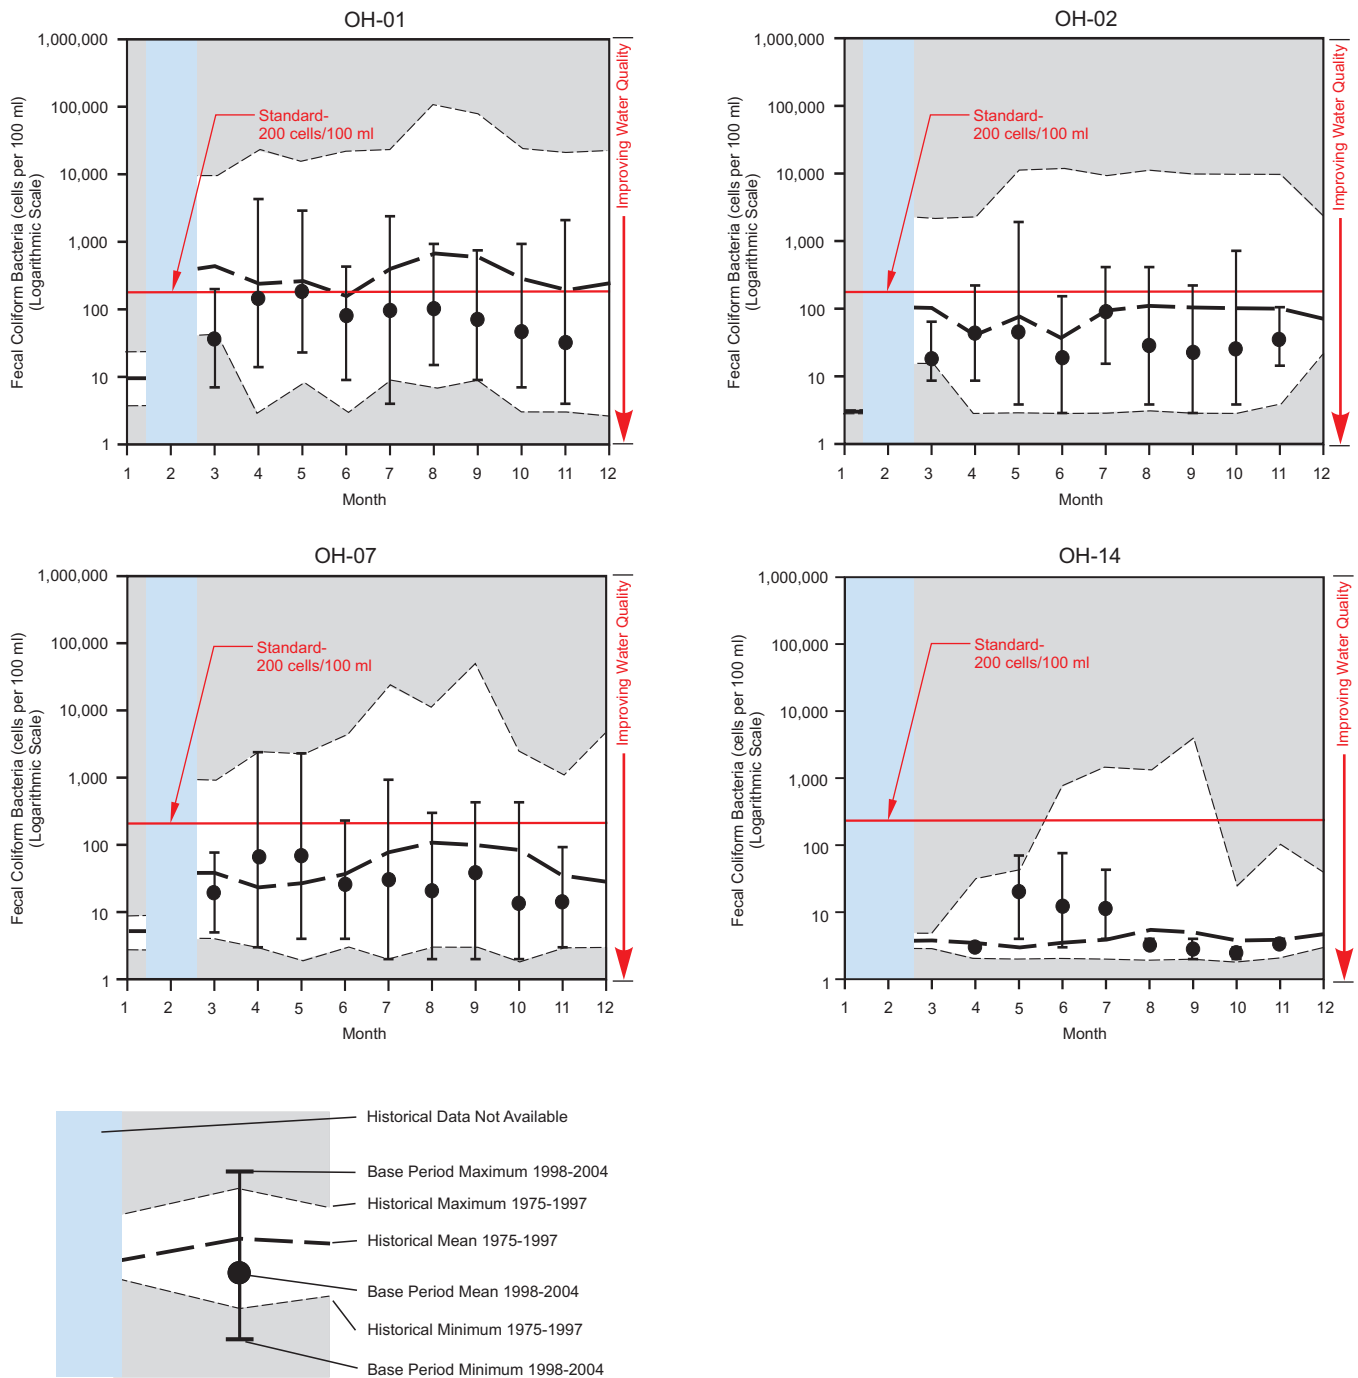 OH-01
1,000,000
100,000
10,000
1,000
100
10
1
Fecal Coliform Bacteria (cells per 100 ml)
(Logarithmic Scale)
Standard-
200 cells/100 ml
Improving Water Quality
1 2 3 4 5 6 7 8 9 10 11 12
Month
OH-02
1,000,000
100,000
10,000
1,000
100
10
1
Fecal Coliform Bacteria (cells per 100 ml)
(Logarithmic Scale)
Standard-
200 cells/100 ml
Improving Water Quality
1 2 3 4 5 6 7 8 9 10 11 12
Month
OH-07
1,000,000
100,000
10,000
1,000
100
10
1
Fecal Coliform Bacteria (cells per 100 ml)
(Logarithmic Scale)
Standard-
200 cells/100 ml
Improving Water Quality
1 2 3 4 5 6 7 8 9 10 11 12
Month
OH-14
1,000,000
100,000
10,000
1,000
100
10
1
Fecal Coliform Bacteria (cells per 100 ml)
(Logarithmic Scale)
Standard-
200 cells/100 ml
Improving Water Quality
1 2 3 4 5 6 7 8 9 10 11 12
Month
Historical Data Not Available
Base Period Maximum 1998-2004
Historical Maximum 1975-1997
Historical Mean 1975-1997
Base Period Mean 1998-2004
Historical Minimum 1975-1997
Base Period Minimum 1998-2004